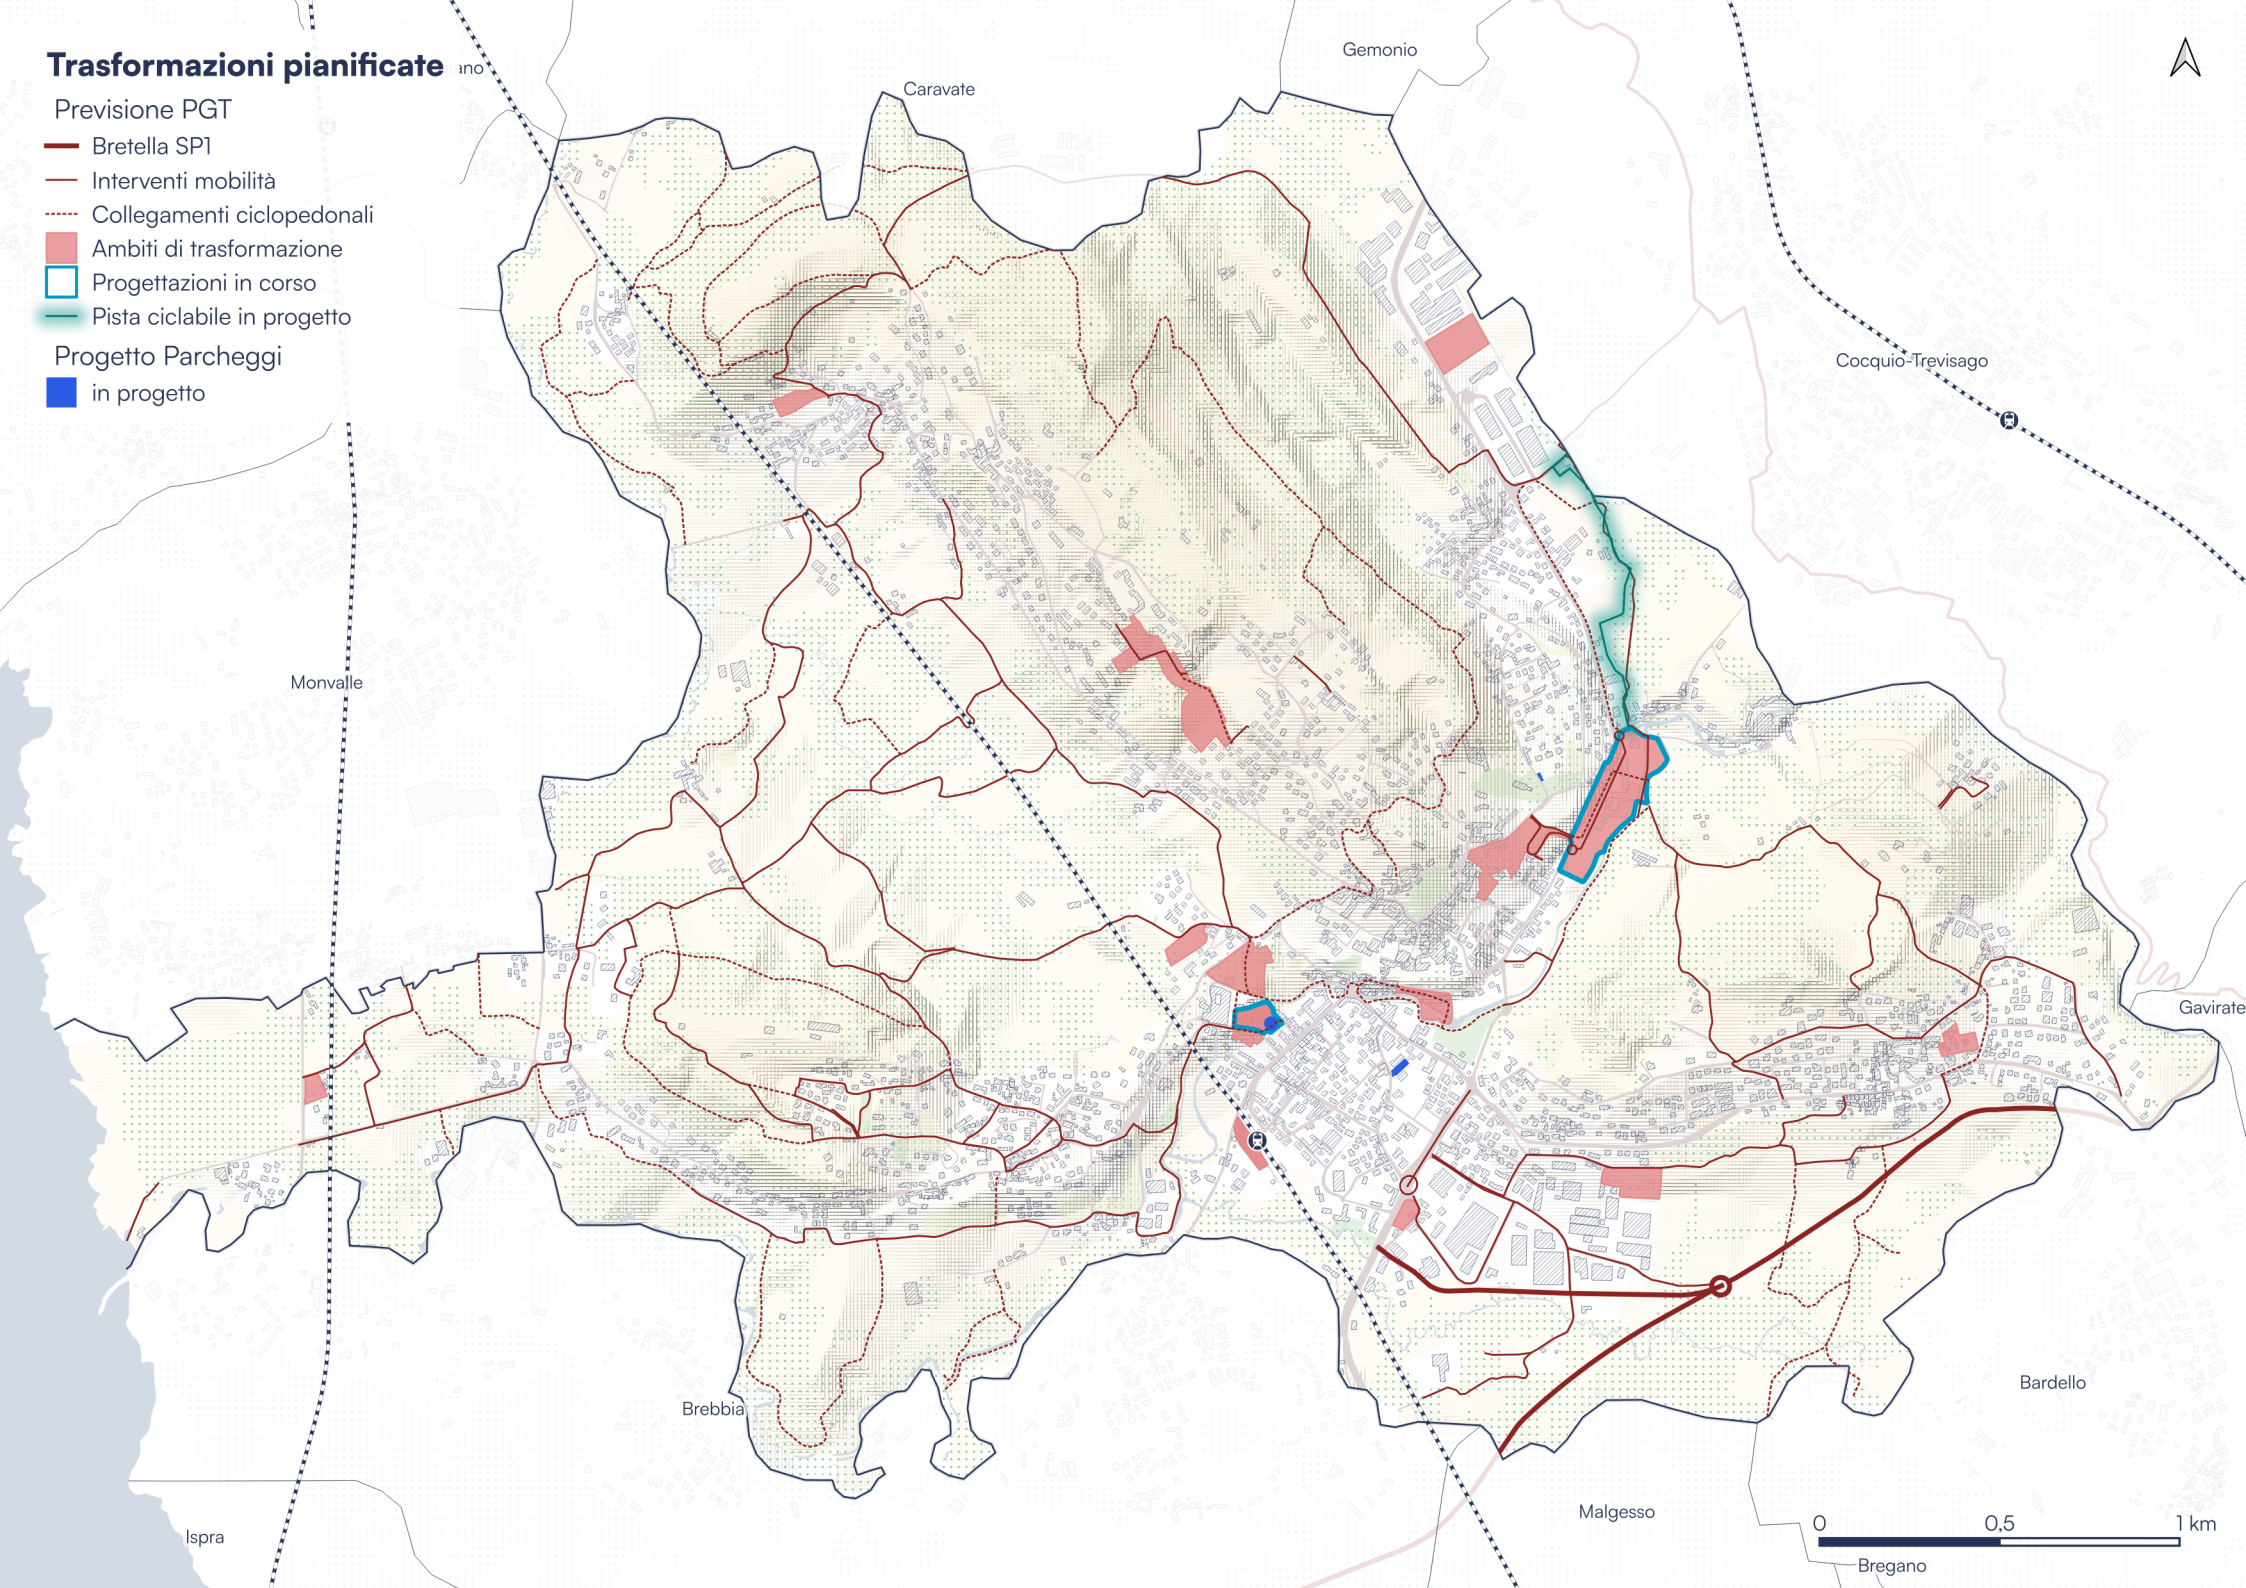 Trasformazioni pianificate
Previsione PGT
Bretella SP1
Interventi mobilità
Collegamenti ciclopedonali
Ambiti di trasformazione
Progettazioni in corso
Pista ciclabile in progetto
Progetto Parcheggi
in progetto
ano
Caravate
Gemonio
Cocquio-Trevisago
Monvalle
Gavirate
Brebbia
Bardello
Malgesso
Ispra
Bregano
0 0,5 1 km